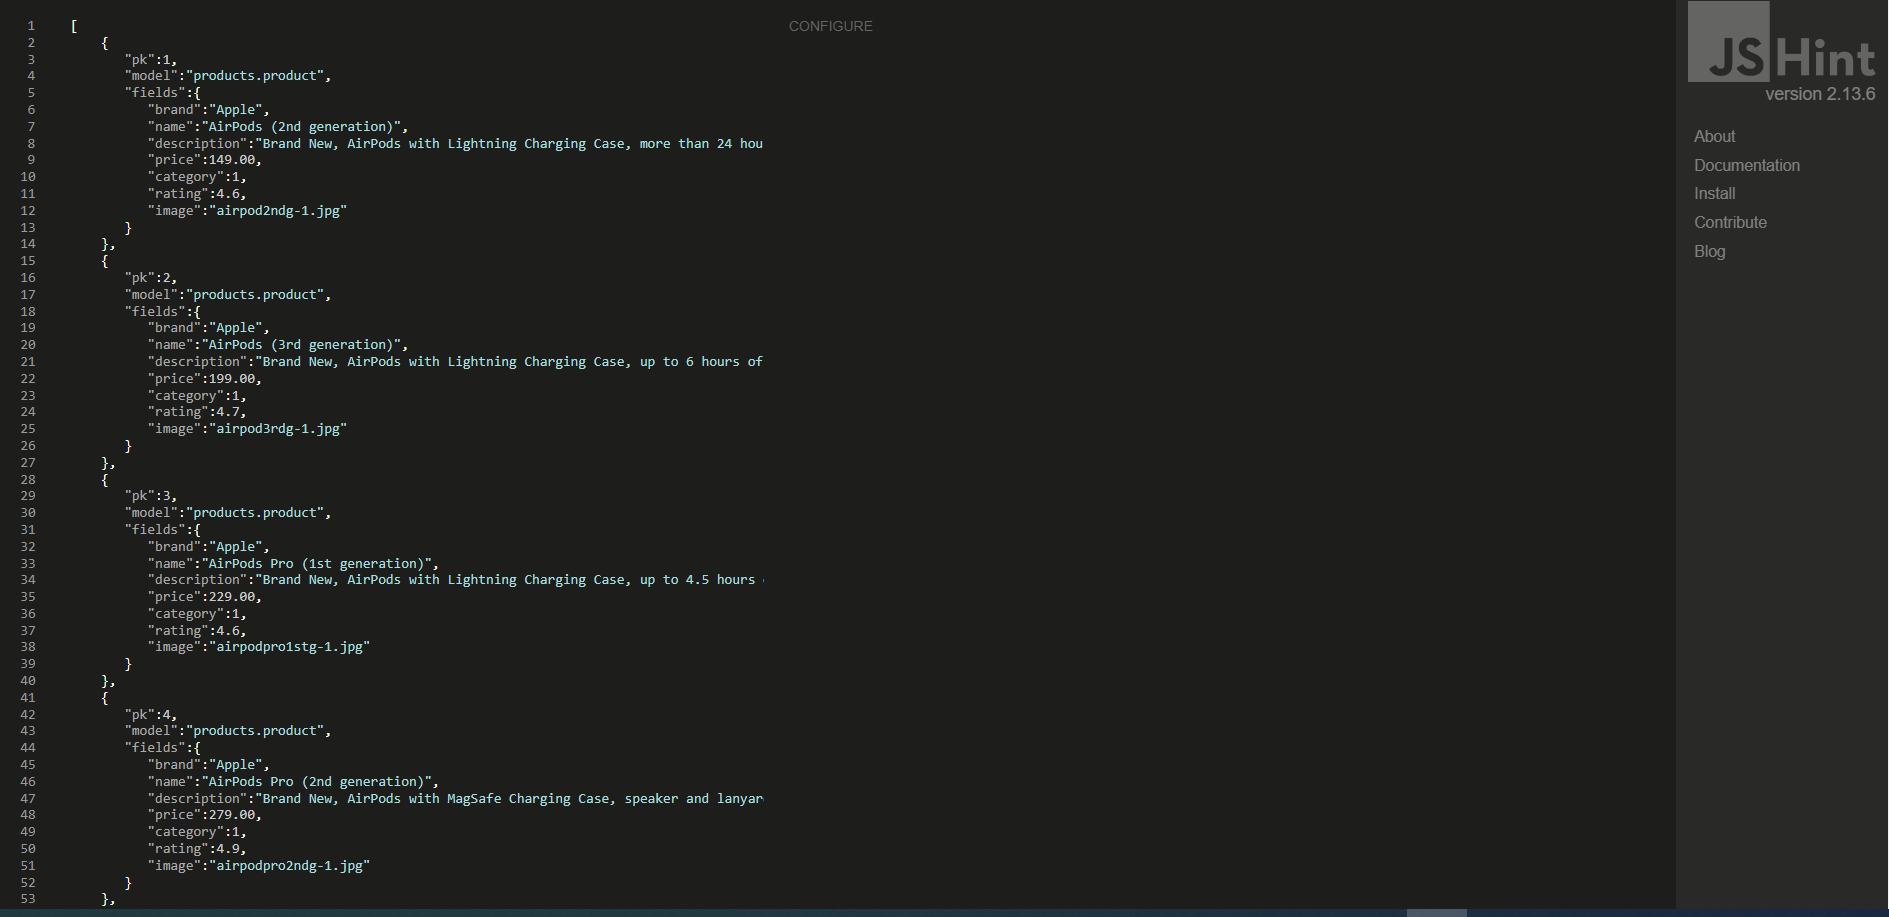 1 [
2 {
3 "pk":1,
4 "model":"products.product",
5 "fields":{
6 "brand":"Apple",
7 "name":"AirPods (2nd generation)",
8 "description":"Brand New, AirPods with Lightning Charging Case, more than 24 hou
9 "price":149.00,
10 "category":1,
11 "rating":4.6,
12 "image":"airpod2ndg-1.jpg"
13 }
14 },
15 {
16 "pk":2,
17 "model":"products.product",
18 "fields":{
19 "brand":"Apple",
20 "name":"AirPods (3rd generation)",
21 "description":"Brand New, AirPods with Lightning Charging Case, up to 6 hours of
22 "price":199.00,
23 "category":1,
24 "rating":4.7,
25 "image":"airpod3rdg-1.jpg"
26 }
27 },
28 {
29 "pk":3,
30 "model":"products.product",
31 "fields":{
32 "brand":"Apple",
33 "name":"AirPods Pro (1st generation)",
34 "description":"Brand New, AirPods with Lightning Charging Case, up to 4.5 hours
35 "price":229.00,
36 "category":1,
37 "rating":4.6,
38 "image":"airpodpro1stg-1.jpg"
39 }
40 },
41 {
42 "pk":4,
43 "model":"products.product",
44 "fields":{
45 "brand":"Apple",
46 "name":"AirPods Pro (2nd generation)",
47 "description":"Brand New, AirPods with MagSafe Charging Case, speaker and lanyar
48 "price":279.00,
49 "category":1,
50 "rating":4.9,
51 "image":"airpodpro2ndg-1.jpg"
52 }
53 },
CONFIGURE
JSHint
version 2.13.6
About
Documentation
Install
Contribute
Blog